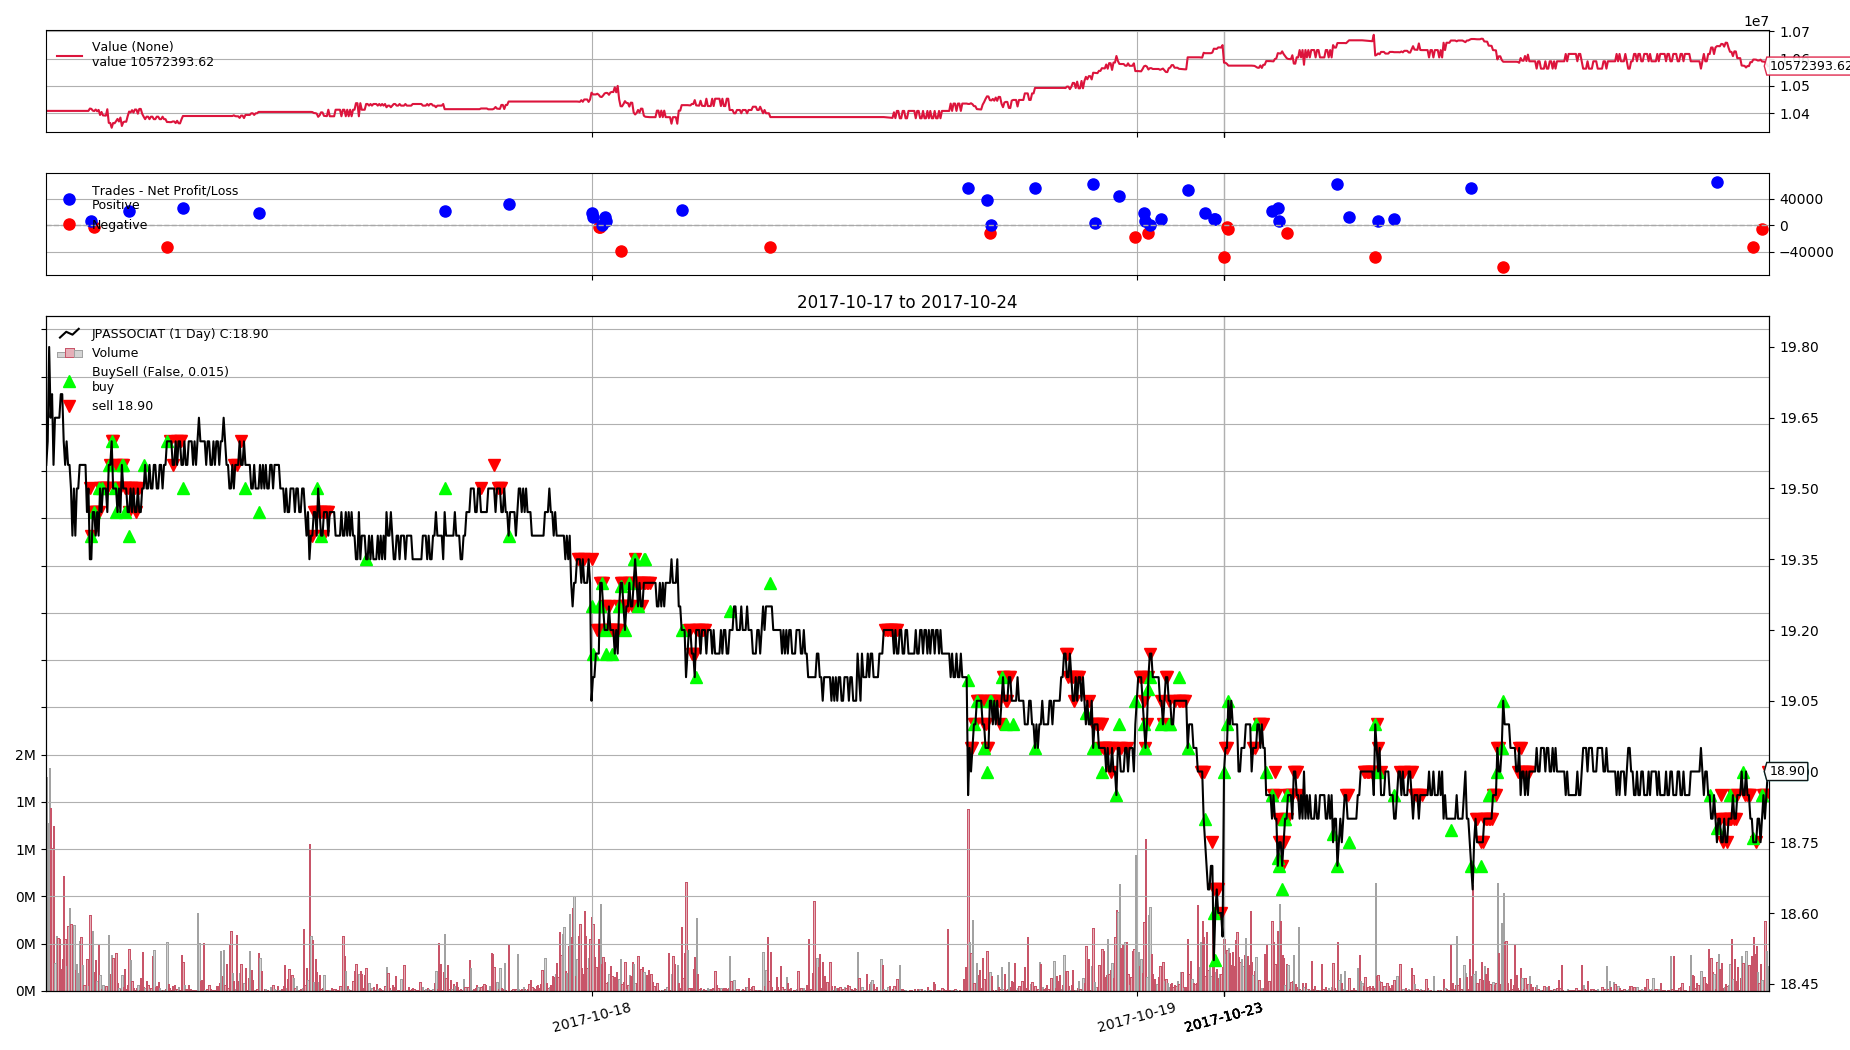 1e7
Value (None)
value 10572393.62
1.07
1.06
10572393.62
1.05
1.04
Trades - Net Profit/Loss
Positive
Negative
40000
0
−40000
2017-10-17 to 2017-10-24
JPASSOCIAT (1 Day) C:18.90
Volume
BuySell (False, 0.015)
buy
sell 18.90
19.80
19.65
19.50
19.35
19.20
19.05
18.90
18.75
18.60
18.45
2M
1M
1M
0M
0M
0M
2017-10-18
2017-10-19
2017-10-23